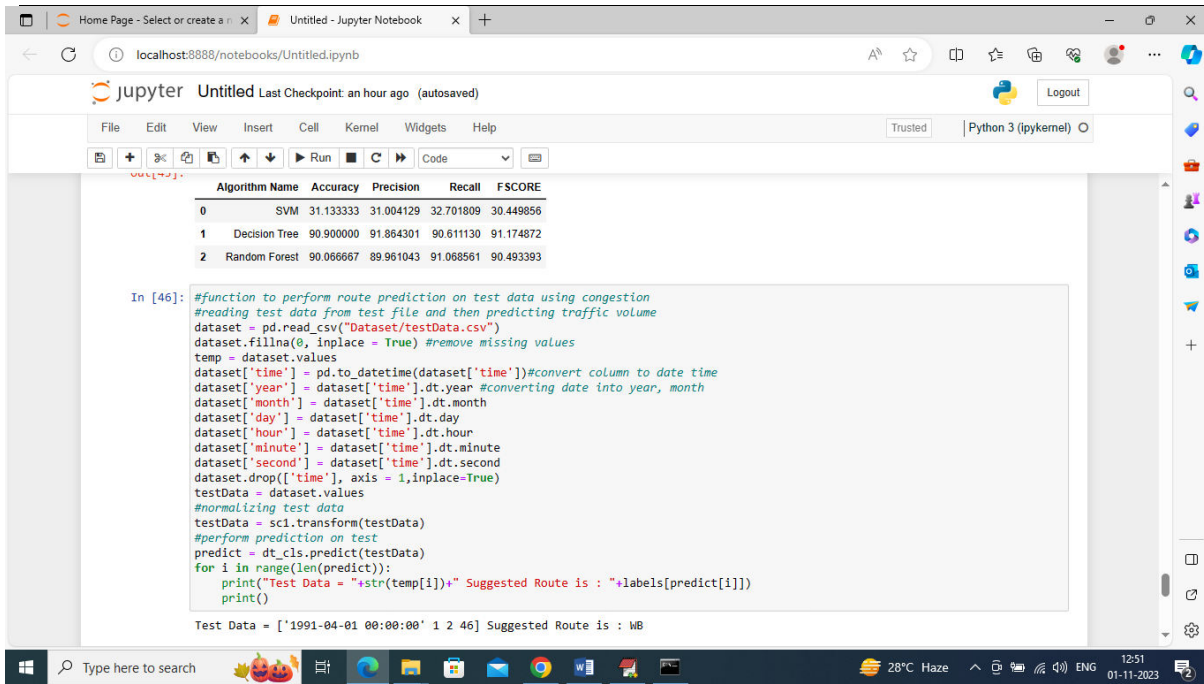 Home Page - Select or create a n
Untitled - Jupyter Notebook
localhost:8888/notebooks/Untitled.ipynb
jupyter Untitled Last Checkpoint: an hour ago (autosaved)
Logout
File Edit View Insert Cell Kernel Widgets Help
Trusted Python 3 (ipykernel)
Run Code
Out[45]:
Algorithm Name Accuracy Precision Recall FSCORE
0 SVM 31.133333 31.004129 32.701809 30.449856
1 Decision Tree 90.900000 91.864301 90.611130 91.174872
2 Random Forest 90.066667 89.961043 91.068561 90.493393
In [46]: #function to perform route prediction on test data using congestion
#reading test data from test file and then predicting traffic volume
dataset = pd.read_csv("Dataset/testData.csv")
dataset.fillna(0, inplace = True) #remove missing values
temp = dataset.values
dataset['time'] = pd.to_datetime(dataset['time'])#convert column to date time
dataset['year'] = dataset['time'].dt.year #converting date into year, month
dataset['month'] = dataset['time'].dt.month
dataset['day'] = dataset['time'].dt.day
dataset['hour'] = dataset['time'].dt.hour
dataset['minute'] = dataset['time'].dt.minute
dataset['second'] = dataset['time'].dt.second
dataset.drop(['time'], axis = 1,inplace=True)
testData = dataset.values
#normalizing test data
testData = sc1.transform(testData)
#perform prediction on test
predict = dt_cls.predict(testData)
for i in range(len(predict)):
print("Test Data = "+str(temp[i])+" Suggested Route is : "+labels[predict[i]])
print()
Test Data = ['1991-04-01 00:00:00' 1 2 46] Suggested Route is : WB
Type here to search
28°C Haze
ENG
12:51
01-11-2023
2